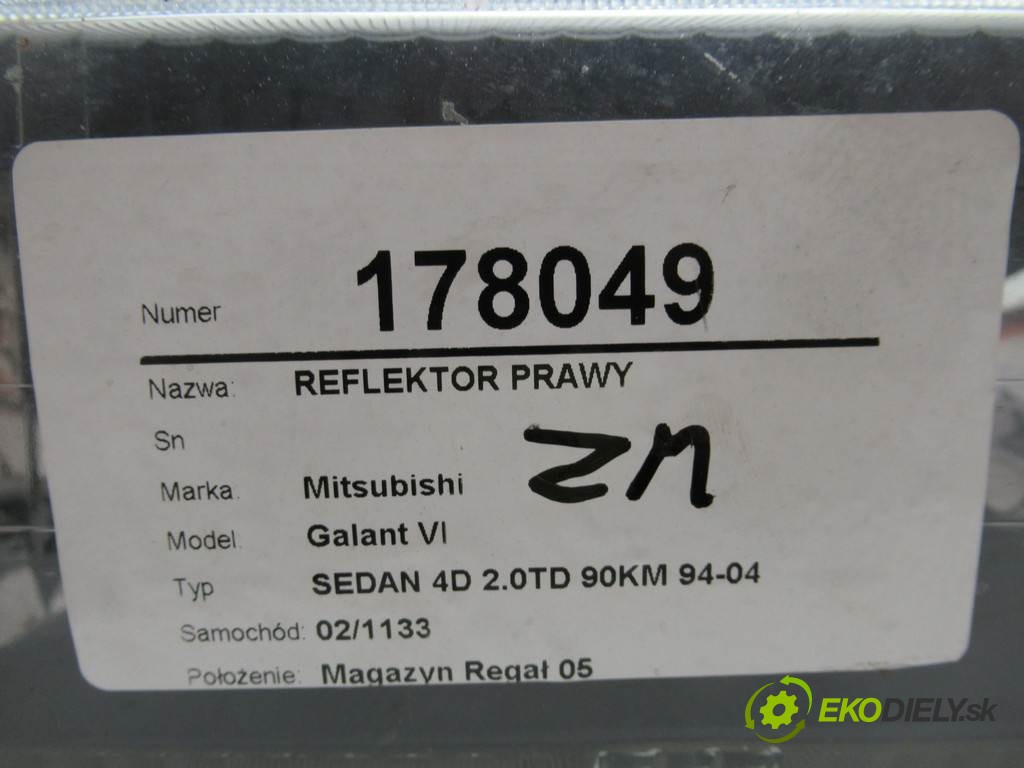 Numer 178049
Nazwa: REFLEKTOR PRAWY
Sn
ZM
Marka: Mitsubishi
Model: Galant VI
Typ SEDAN 4D 2.0TD 90KM 94-04
Samochód: 02/1133
Położenie: Magazyn Regał 05
EKODIELY.sk